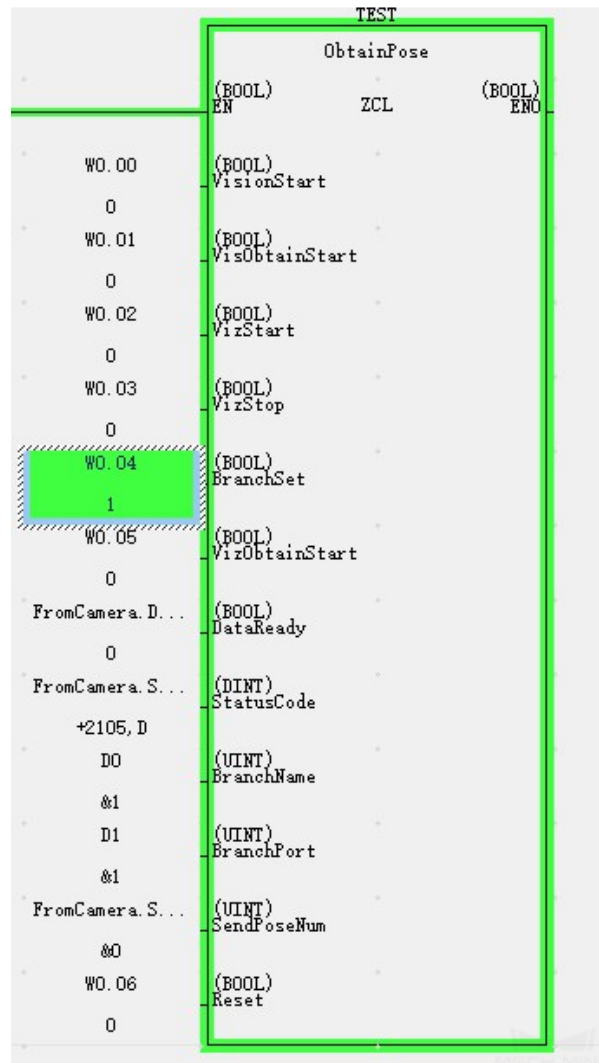 TEST
ObtainPose
(BOOL) (BOOL)
EN ZCL ENO
W0.00 (BOOL)
VisionStart
0
W0.01 (BOOL)
VisObtainStart
0
W0.02 (BOOL)
VizStart
0
W0.03 (BOOL)
VizStop
0
W0.04 (BOOL)
BranchSet
1
W0.05 (BOOL)
VizObtainStart
0
FromCamera.D... (BOOL)
DataReady
0
FromCamera.S... (DINT)
StatusCode
+2105,D
D0 (UINT)
BranchName
&1
D1 (UINT)
BranchPort
&1
FromCamera.S... (UINT)
SendPoseNum
&0
W0.06 (BOOL)
Reset
0